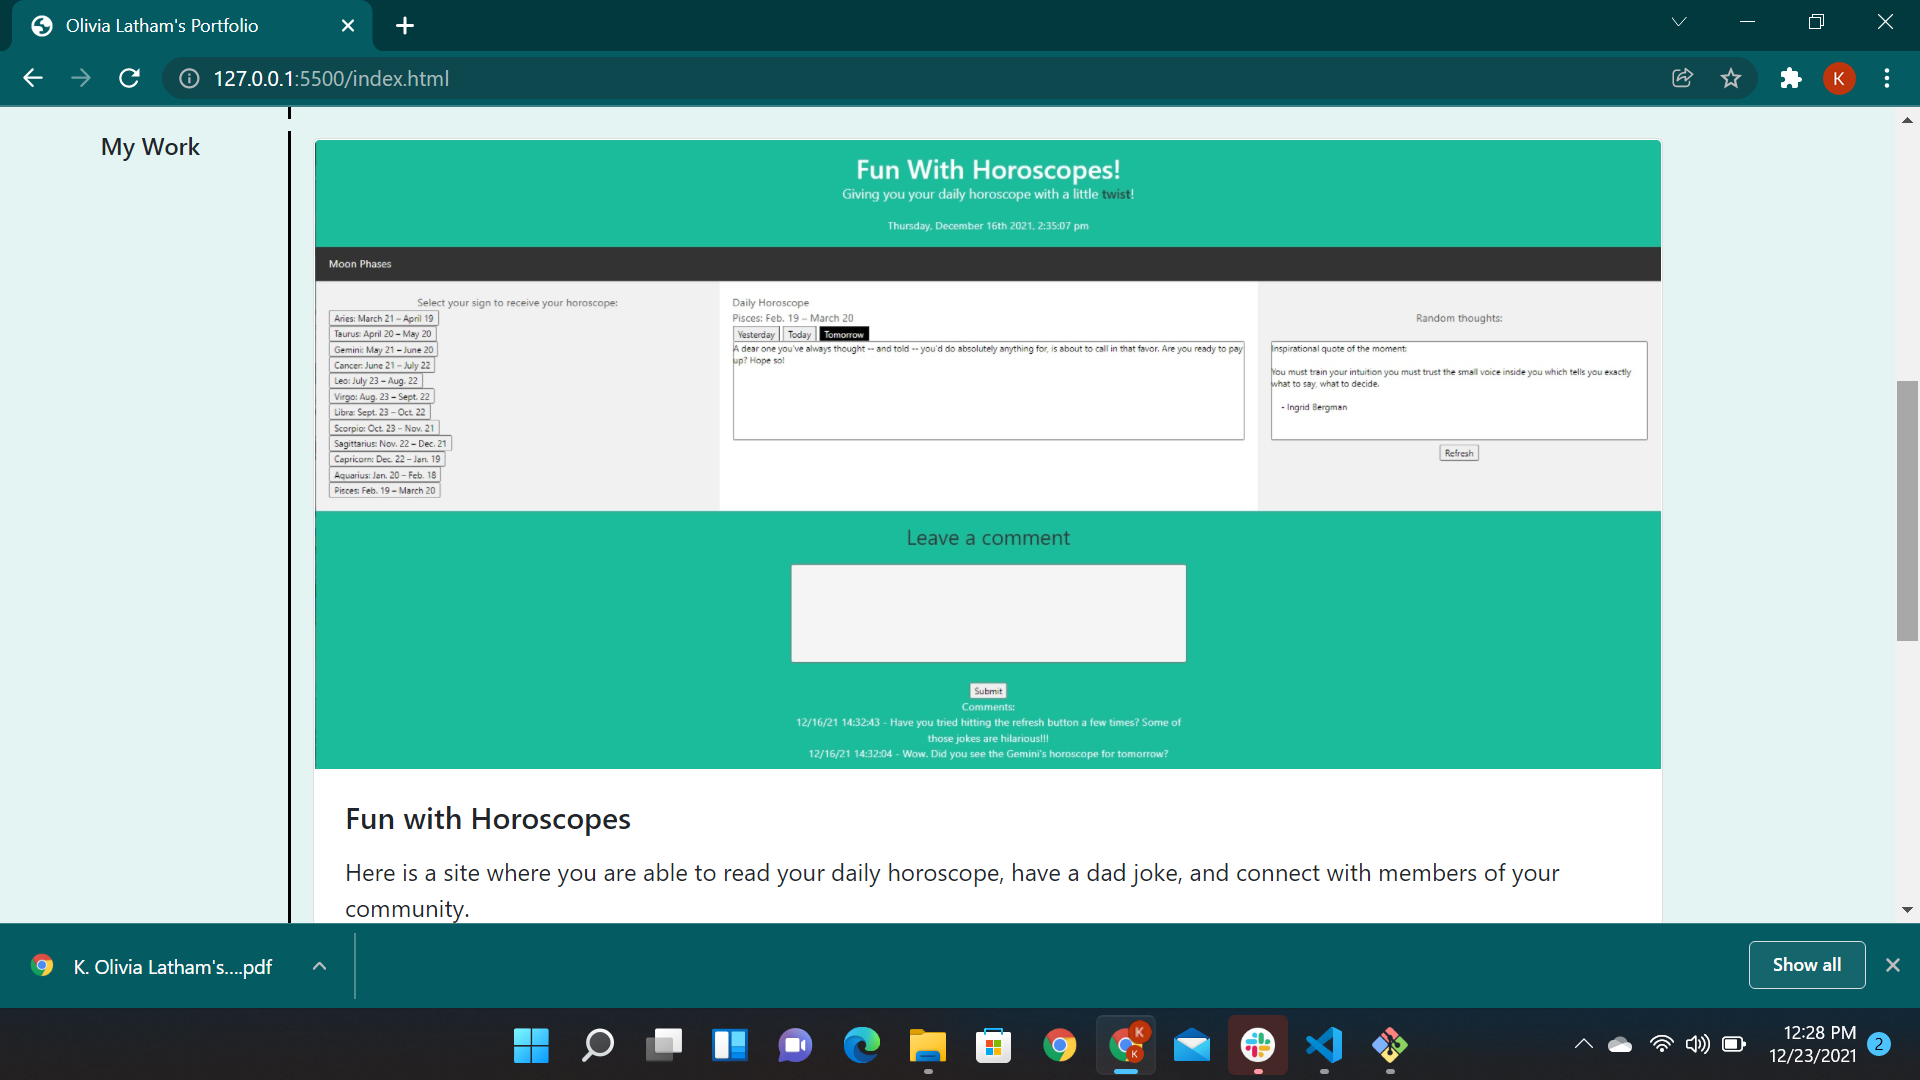 Olivia Latham's Portfolio
127.0.0.1:5500/index.html
K
My Work
Fun With Horoscopes!
Giving you your daily horoscope with a little twist!
Thursday, December 16th 2021, 2:35:07 pm
Moon Phases
Select your sign to receive your horoscope:
Aries: March 21 – April 19
Taurus: April 20 – May 20
Gemini: May 21 – June 20
Cancer: June 21 – July 22
Leo: July 23 – Aug. 22
Virgo: Aug. 23 – Sept. 22
Libra: Sept. 23 – Oct. 22
Scorpio: Oct. 23 – Nov. 21
Sagittarius: Nov. 22 – Dec. 21
Capricorn: Dec. 22 – Jan. 19
Aquarius: Jan. 20 – Feb. 18
Pisces: Feb. 19 – March 20
Daily Horoscope
Pisces: Feb. 19 – March 20
Yesterday Today Tomorrow
A dear one you've always thought -- and told -- you'd do absolutely anything for, is about to call in that favor. Are you ready to pay
up? Hope so!
Random thoughts:
Inspirational quote of the moment:
You must train your intuition you must trust the small voice inside you which tells you exactly
what to say, what to decide.
- Ingrid Bergman
Refresh
Leave a comment
Submit
Comments:
12/16/21 14:32:43 - Have you tried hitting the refresh button a few times? Some of
those jokes are hilarious!!!
12/16/21 14:32:04 - Wow. Did you see the Gemini's horoscope for tomorrow?
Fun with Horoscopes
Here is a site where you are able to read your daily horoscope, have a dad joke, and connect with members of your
community.
K. Olivia Latham's....pdf
Show all
K
K
12:28 PM
12/23/2021
2